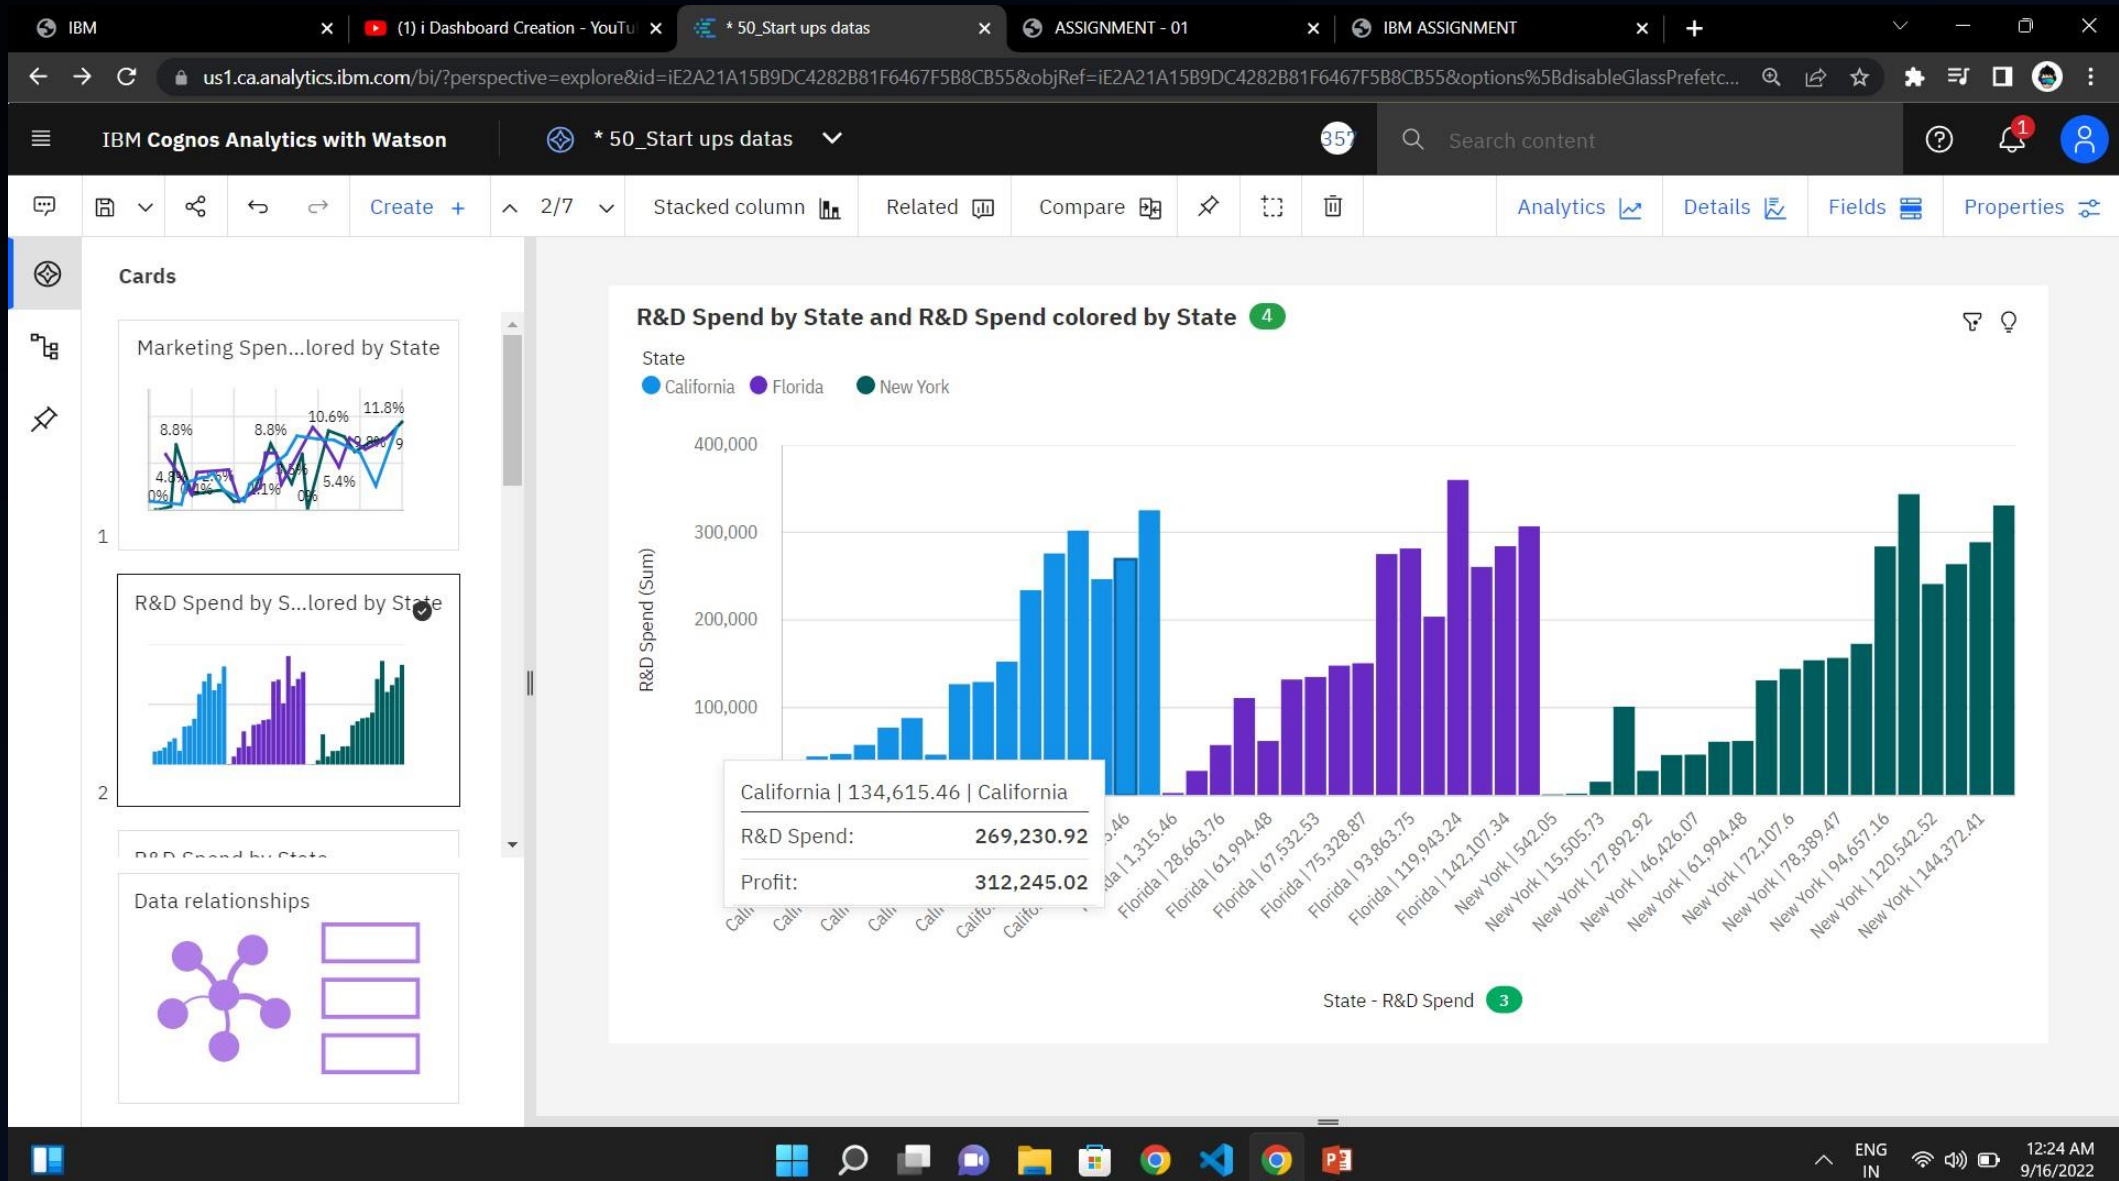 IBM
(1) i Dashboard Creation - YouTu
* 50_Start ups datas
ASSIGNMENT - 01
IBM ASSIGNMENT
us1.ca.analytics.ibm.com/bi/?perspective=explore&id=iE2A21A15B9DC4282B81F6467F5B8CB55&objRef=iE2A21A15B9DC4282B81F6467F5B8CB55&options%5BdisableGlassPrefetc...
IBM Cognos Analytics with Watson
* 50_Start ups datas
357
Search content
1
Create +
2/7
Stacked column
Related
Compare
Analytics
Details
Fields
Properties
Cards
Marketing Spen...lored by State
8.8%
8.8%
10.6%
11.8%
9.8%
9
5.4%
0%
1
R&D Spend by S...lored by State
2
R&D Spend by State
Data relationships
R&D Spend by State and R&D Spend colored by State 4
State
California
Florida
New York
400,000
300,000
200,000
100,000
R&D Spend (Sum)
California | 134,615.46 | California
R&D Spend: 269,230.92
Profit: 312,245.02
Florida | 28,663.76
Florida | 61,994.48
Florida | 67,532.53
Florida | 75,328.87
Florida | 93,863.75
Florida | 119,943.24
Florida | 142,107.34
New York | 542.05
New York | 15,505.73
New York | 27,892.92
New York | 46,426.07
New York | 61,994.48
New York | 72,107.6
New York | 78,389.47
New York | 94,657.16
New York | 120,542.52
New York | 144,372.41
State - R&D Spend 3
ENG
IN
12:24 AM
9/16/2022